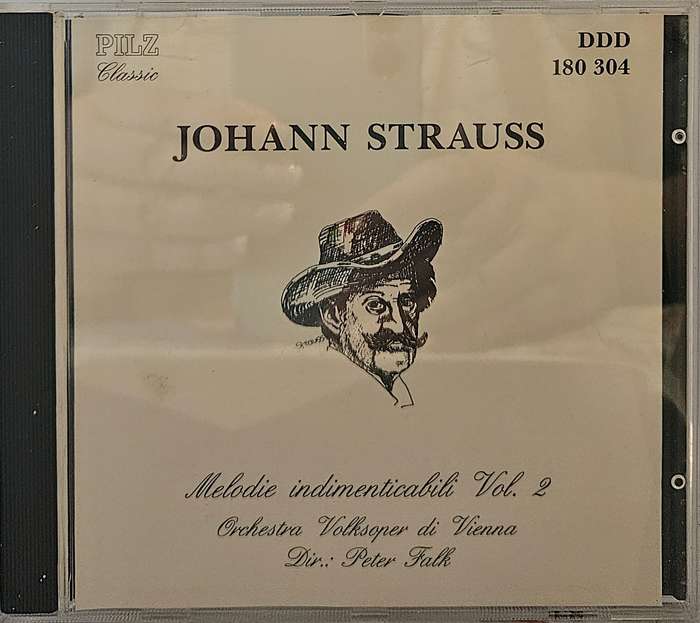 PILZ
Classic
DDD
180 304
JOHANN STRAUSS
Melodie indimenticabili Vol. 2
Orchestra Volksoper di Vienna
Dir.: Peter Falk